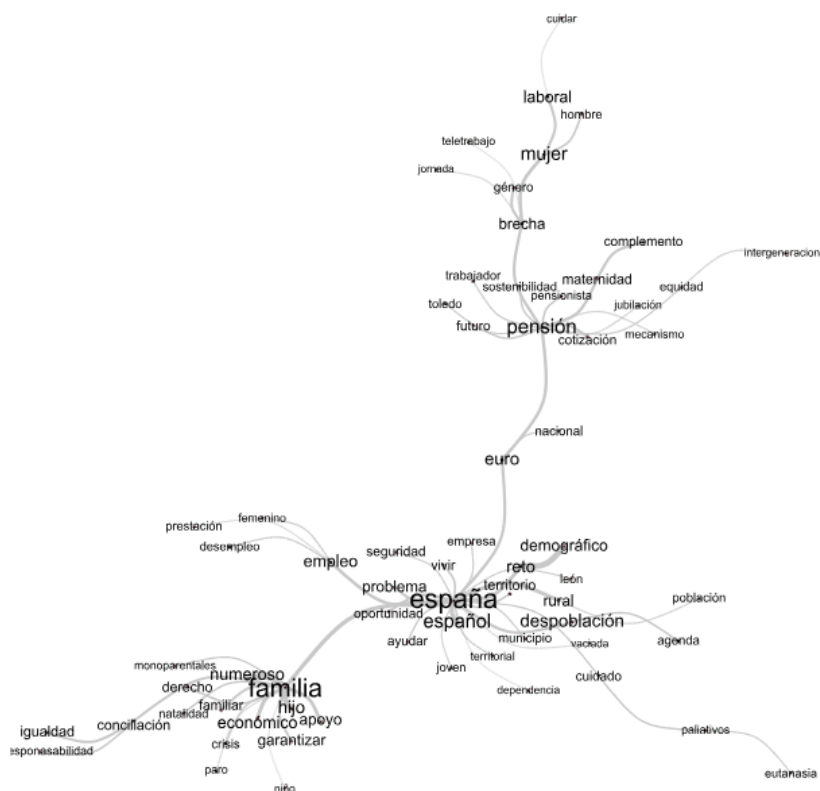 cuidar
laboral
hombre
mujer
teletrabajo
jornada
género
brecha
complemento
intergeneracion
trabajador
sostenibilidad
maternidad
equidad
pensionista
toledo
jubilación
futuro
pensión
cotización
mecanismo
nacional
euro
femenino
prestación
desempleo
empleo
seguridad
vivir
empresa
demográfico
reto
león
problema
territorio
españa
rural
población
oportunidad
español
despoblación
ayudar
municipio
vaciada
agenda
joven
territorial
cuidado
dependencia
monoparentales
numeroso
derecho
familia
familiar
hijo
natalidad
igualdad
conciliación
económico
apoyo
esponsabilidad
crisis
garantizar
paliativos
paro
niño
eutanasia